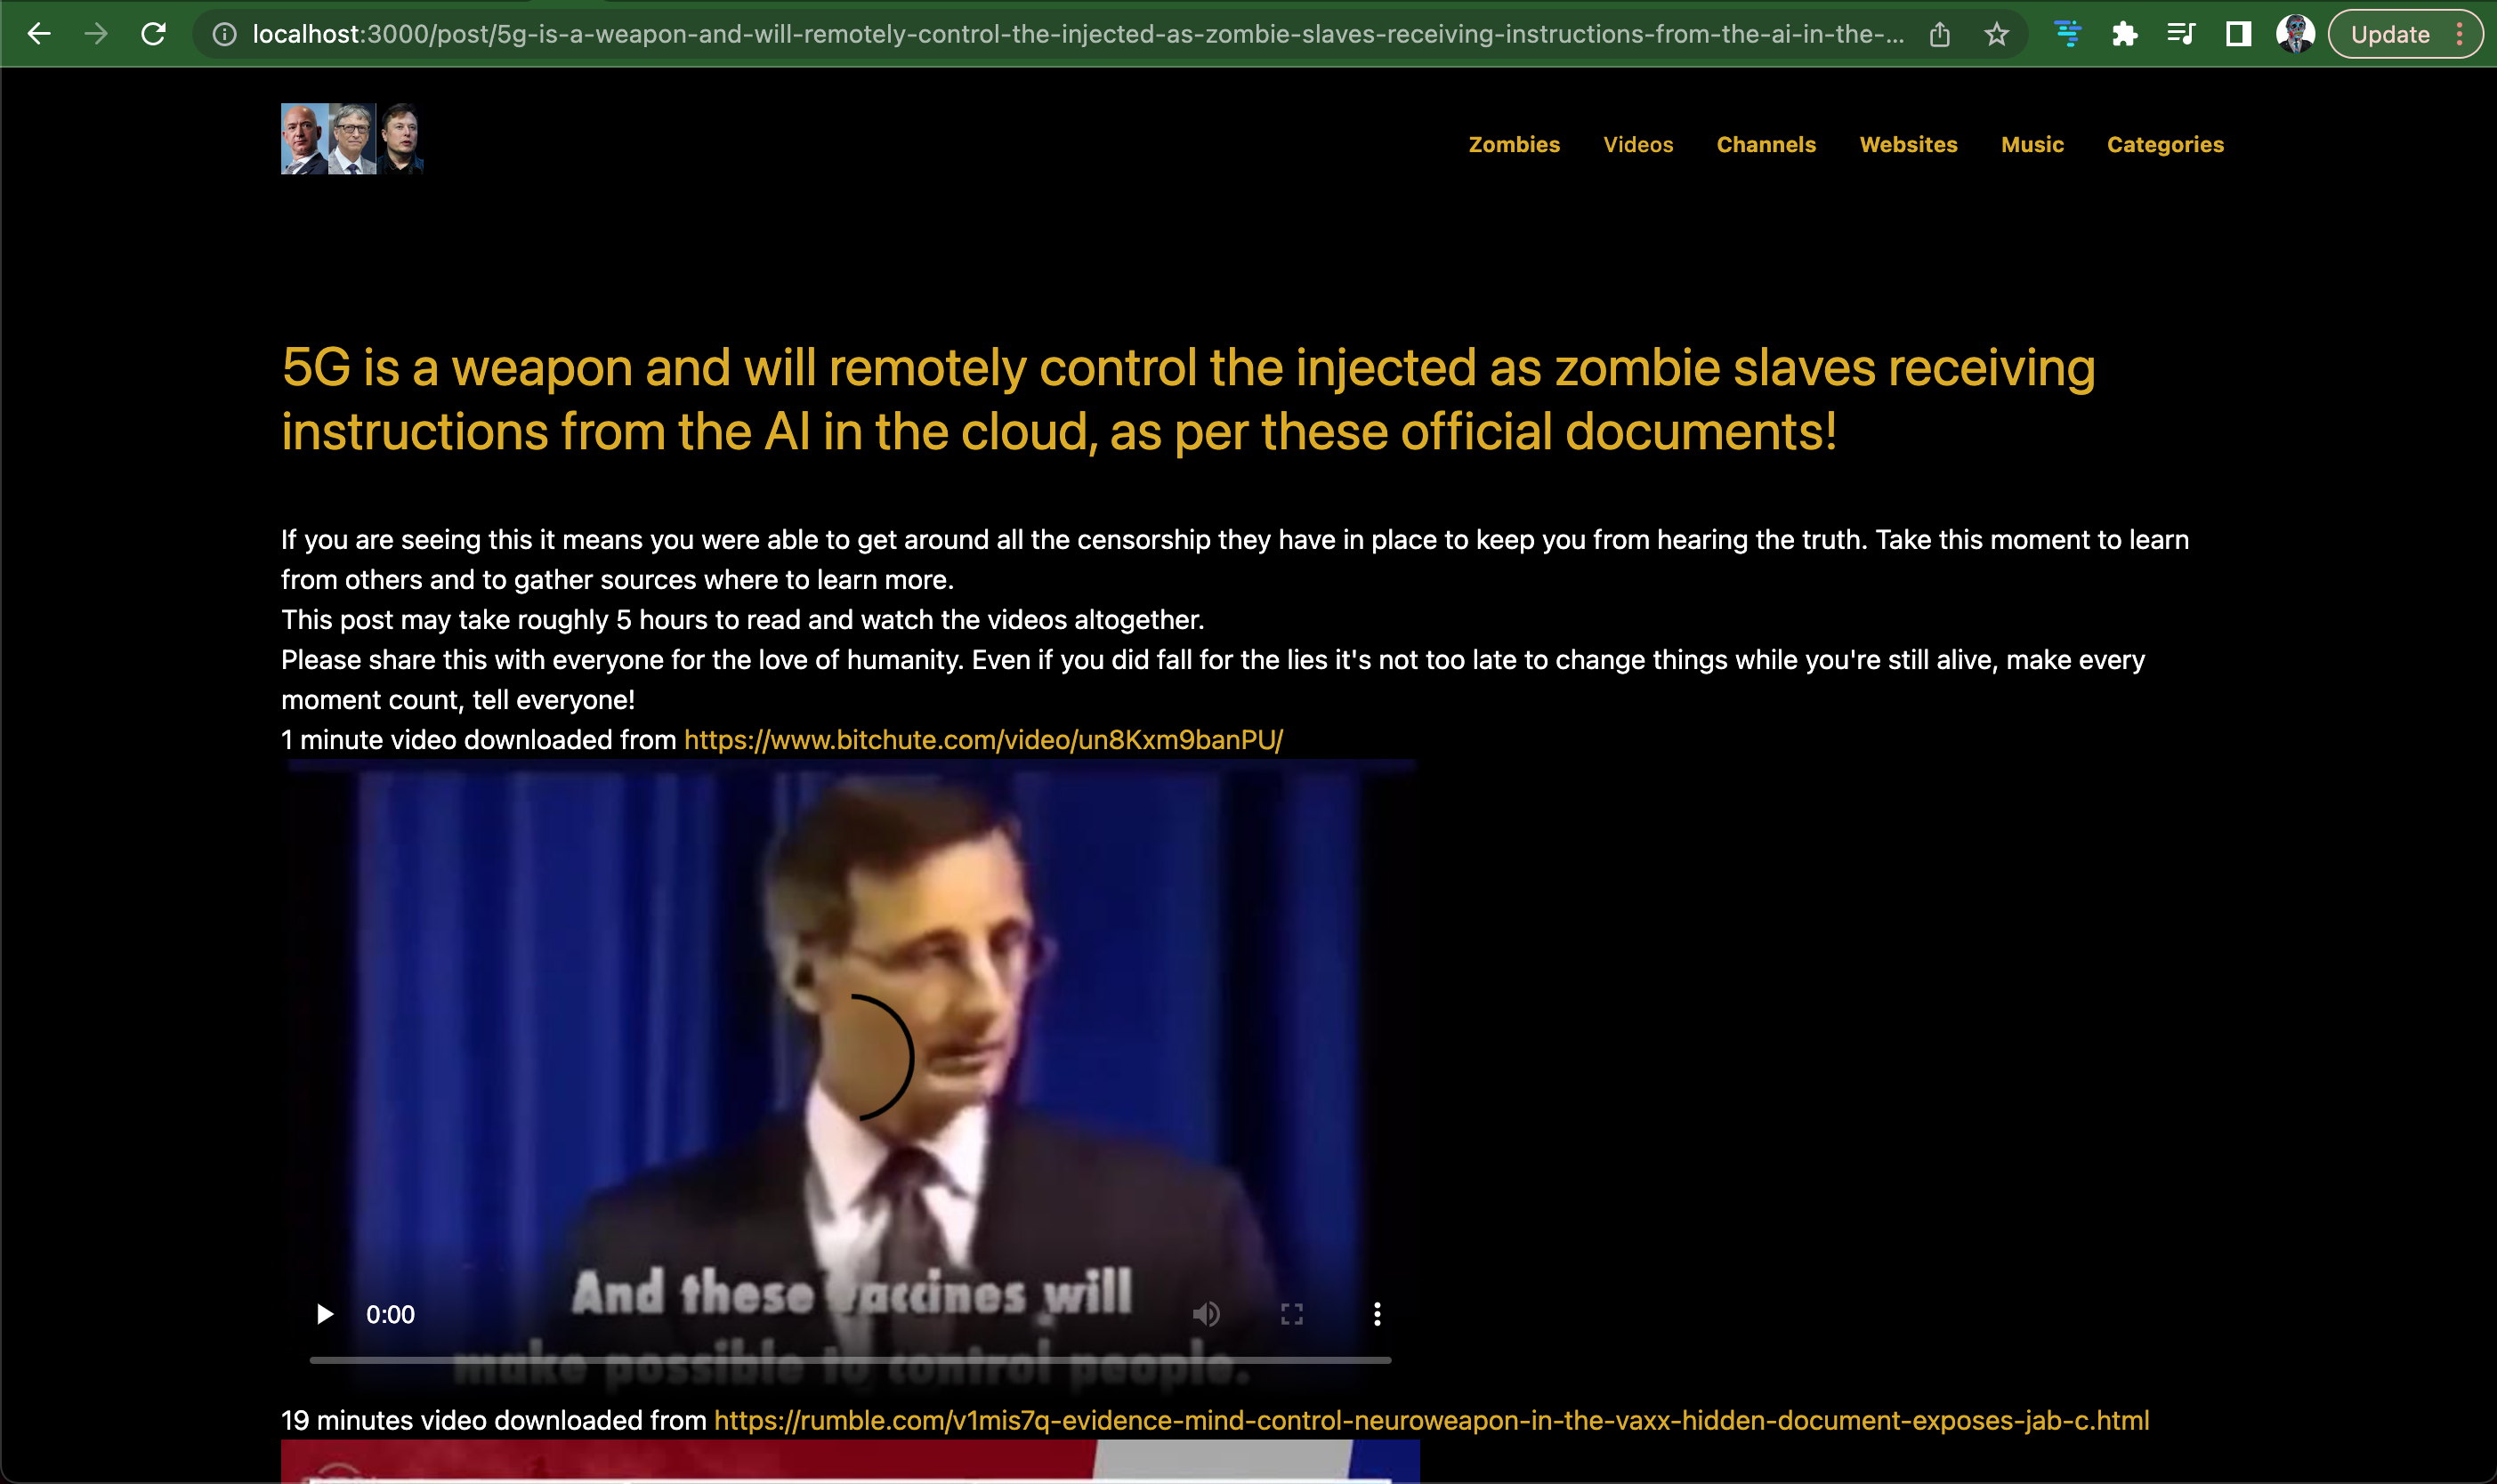 localhost:3000/post/5g-is-a-weapon-and-will-remotely-control-the-injected-as-zombie-slaves-receiving-instructions-from-the-ai-in-the-...
Update
Zombies Videos Channels Websites Music Categories
5G is a weapon and will remotely control the injected as zombie slaves receiving
instructions from the AI in the cloud, as per these official documents!
If you are seeing this it means you were able to get around all the censorship they have in place to keep you from hearing the truth. Take this moment to learn
from others and to gather sources where to learn more.
This post may take roughly 5 hours to read and watch the videos altogether.
Please share this with everyone for the love of humanity. Even if you did fall for the lies it's not too late to change things while you're still alive, make every
moment count, tell everyone!
1 minute video downloaded from https://www.bitchute.com/video/un8Kxm9banPU/
And these vaccines will
0:00
make possible to control people.
19 minutes video downloaded from https://rumble.com/v1mis7q-evidence-mind-control-neuroweapon-in-the-vaxx-hidden-document-exposes-jab-c.html